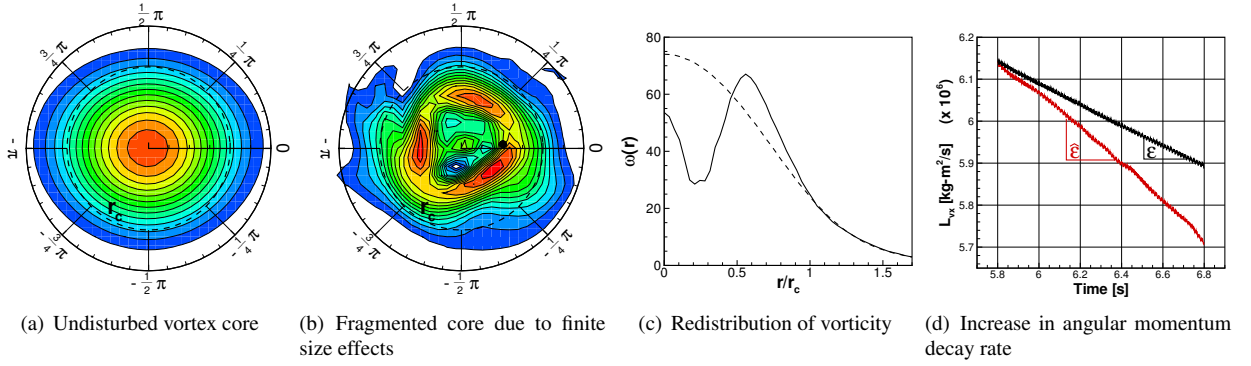 1/2 π
3/4 π
1/4 π
- π
0
r_c
- 3/4 π
- 1/4 π
- 1/2 π
1/2 π
3/4 π
1/4 π
- π
0
r_c
- 3/4 π
- 1/4 π
- 1/2 π
80
60
40
20
0
ω(r)
0
0.5
1
1.5
r/r_c
6.2
6.1
6
5.9
5.8
5.7
L_vx [kg-m²/s] (x 10⁶)
ε̂
ε
5.8
6
6.2
6.4
6.6
6.8
Time [s]
(a) Undisturbed vortex core
(b) Fragmented core due to finite
size effects
(c) Redistribution of vorticity
(d) Increase in angular momentum
decay rate